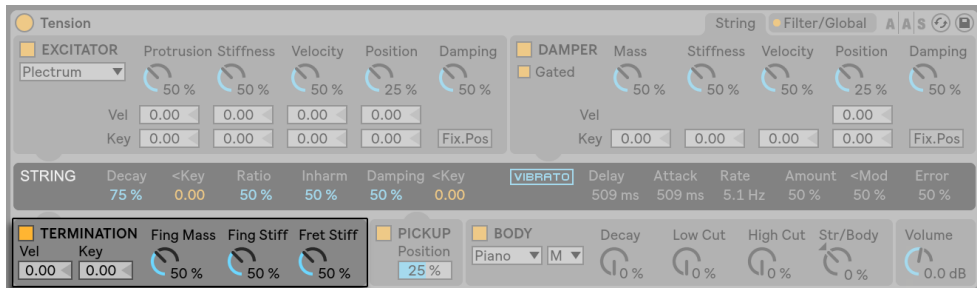 Tension String Filter/Global A A S
EXCITATOR Protrusion Stiffness Velocity Position Damping
Plectrum 50 % 50 % 50 % 25 % 50 %
Vel 0.00 0.00 0.00 0.00
Key 0.00 0.00 0.00 0.00 Fix.Pos
DAMPER Mass Stiffness Velocity Position Damping
Gated 50 % 50 % 50 % 25 % 50 %
Vel 0.00
Key 0.00 0.00 0.00 0.00 Fix.Pos
STRING Decay <Key Ratio Inharm Damping <Key VIBRATO Delay Attack Rate Amount <Mod Error
75 % 0.00 50 % 50 % 50 % 0.00 509 ms 509 ms 5.1 Hz 50 % 50 % 50 %
TERMINATION Fing Mass Fing Stiff Fret Stiff
Vel Key
0.00 0.00 50 % 50 % 50 %
PICKUP
Position
25 %
BODY Decay Low Cut High Cut Str/Body
Piano M 0 % 0 % 0 % 0 %
Volume
0.0 dB